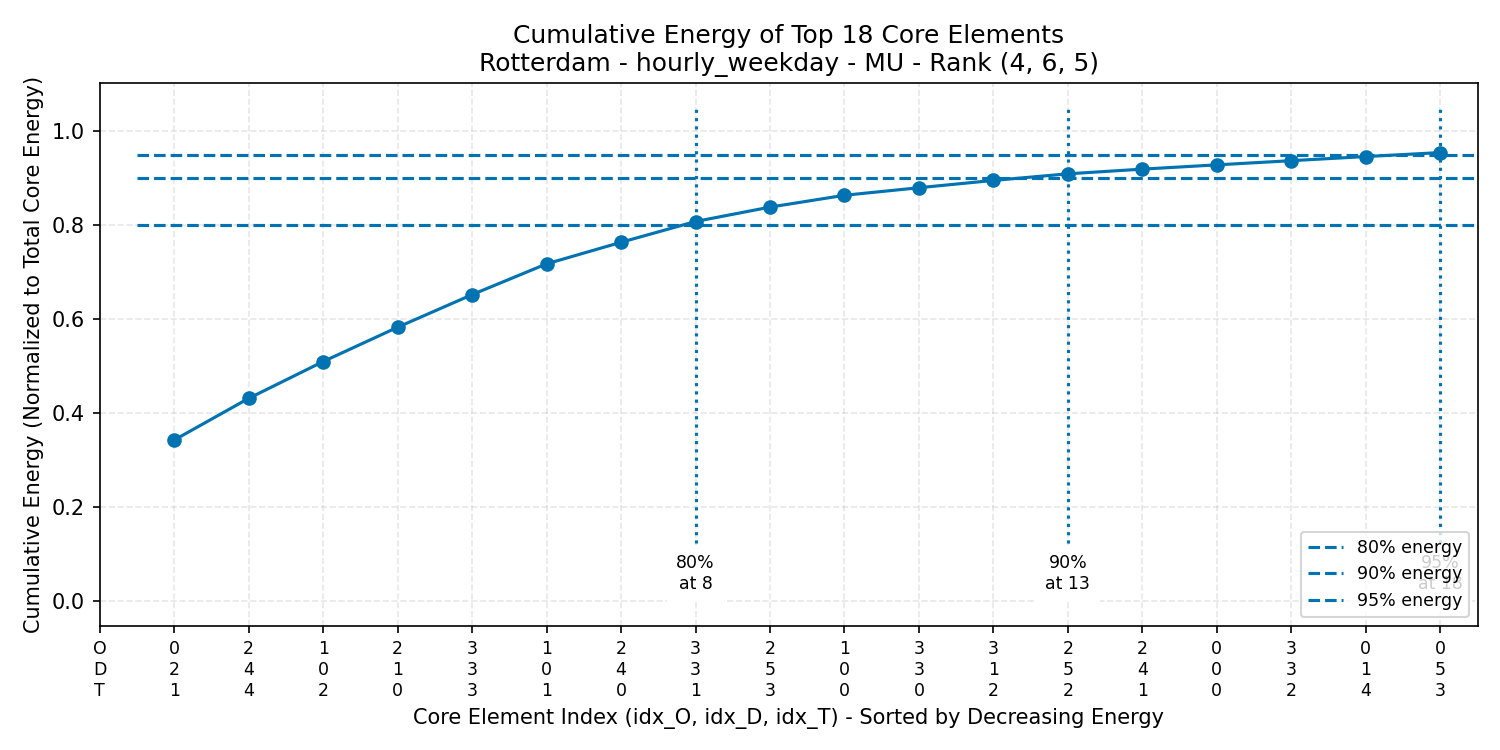 Cumulative Energy of Top 18 Core Elements
Rotterdam - hourly_weekday - MU - Rank (4, 6, 5)
Cumulative Energy (Normalized to Total Core Energy)
1.0
0.8
0.6
0.4
0.2
0.0
80%
at 8
90%
at 13
95%
at 18
80% energy
90% energy
95% energy
O 0 2 1 2 3 1 2 3 2 1 3 3 2 2 0 3 0 0
D 2 4 0 1 3 0 4 3 5 0 3 1 5 4 0 3 1 5
T 1 4 2 0 3 1 0 1 3 0 0 2 2 1 0 2 4 3
Core Element Index (idx_O, idx_D, idx_T) - Sorted by Decreasing Energy